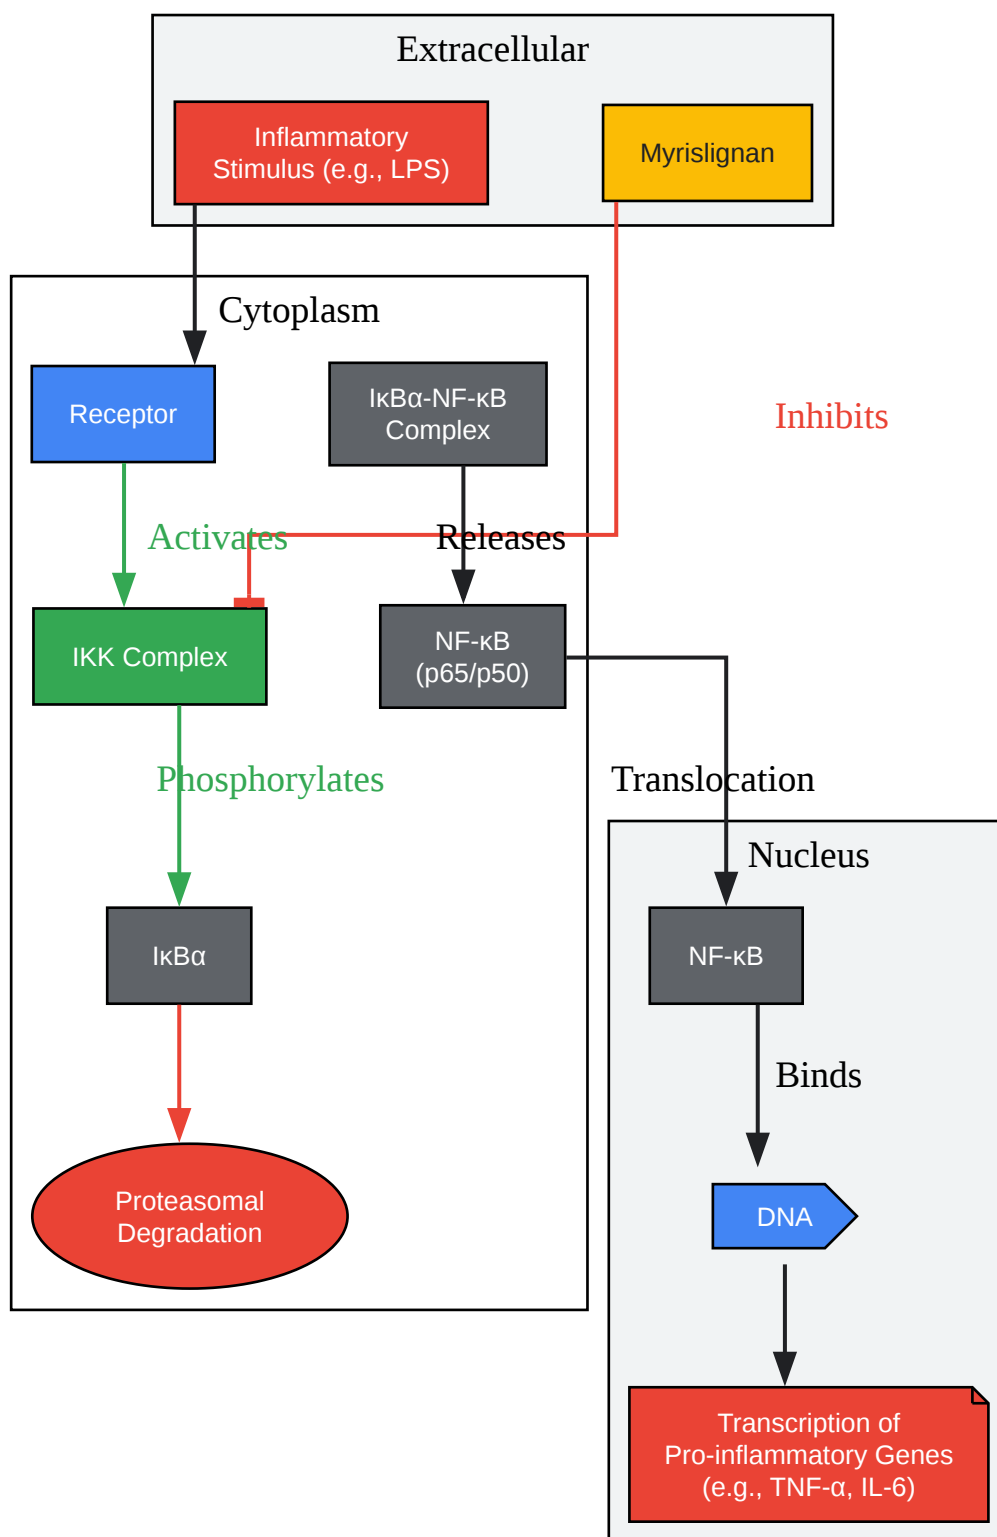 Extracellular
Inflammatory
Stimulus (e.g., LPS)
Myrislignan
Cytoplasm
Receptor
IκBα-NF-κB
Complex
Inhibits
Activates
Releases
IKK Complex
NF-κB
(p65/p50)
Phosphorylates
Translocation
Nucleus
IκBα
NF-κB
Binds
Proteasomal
Degradation
DNA
Transcription of
Pro-inflammatory Genes
(e.g., TNF-α, IL-6)